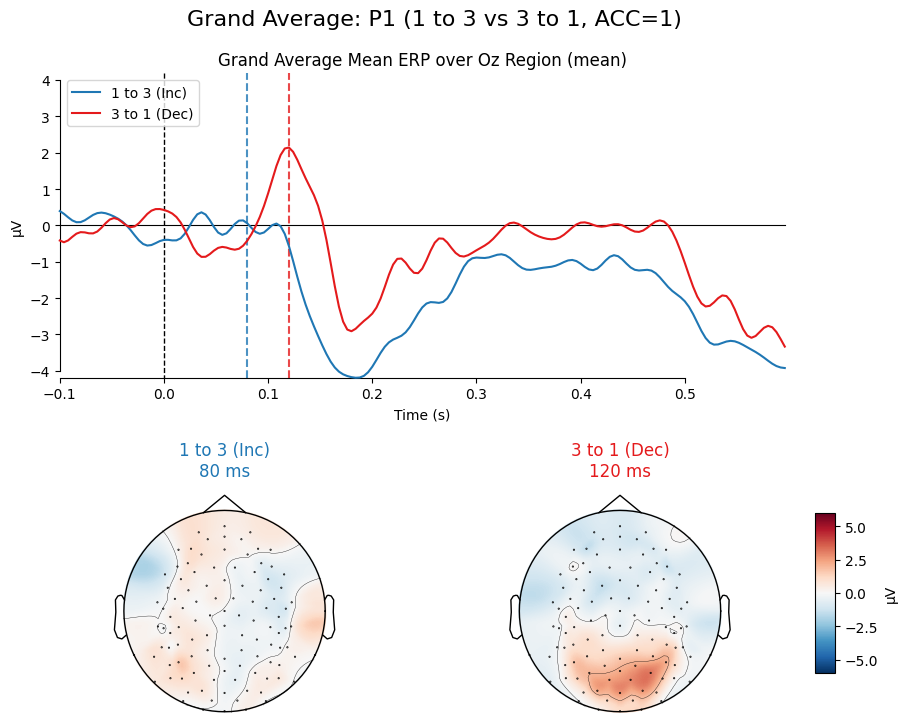 Grand Average: P1 (1 to 3 vs 3 to 1, ACC=1)
Grand Average Mean ERP over Oz Region (mean)
1 to 3 (Inc)
3 to 1 (Dec)
µV
4
3
2
1
0
−1
−2
−3
−4
−0.1 0.0 0.1 0.2 0.3 0.4 0.5
Time (s)
1 to 3 (Inc)
80 ms
3 to 1 (Dec)
120 ms
5.0
2.5
0.0
−2.5
−5.0
µV